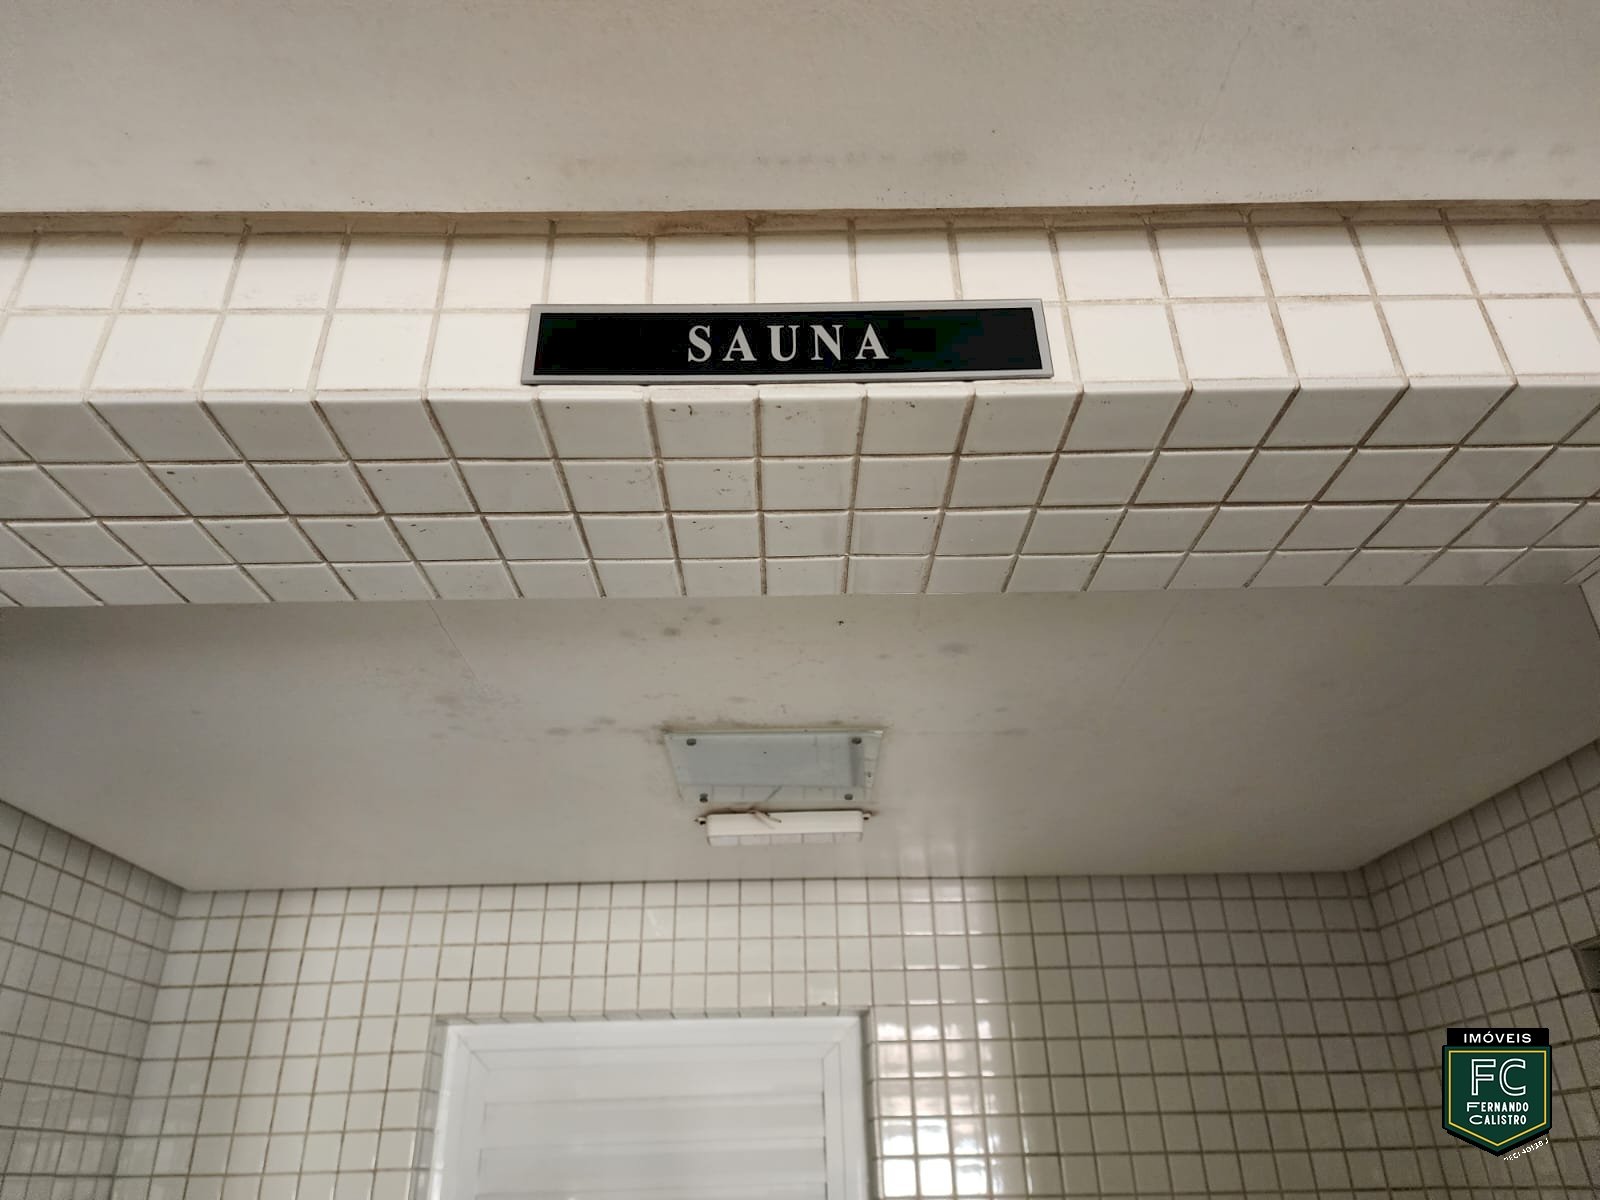 SAUNA
IMÓVEIS
FC
FERNANDO
CALISTRO